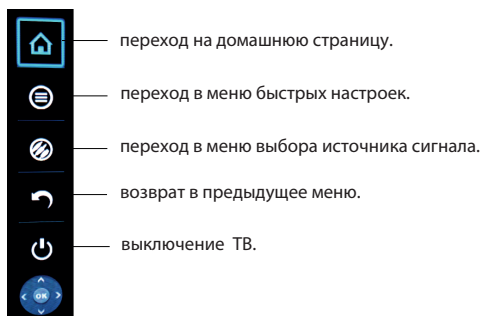 переход на домашнюю страницу.
переход в меню быстрых настроек.
переход в меню выбора источника сигнала.
возврат в предыдущее меню.
выключение ТВ.
OK